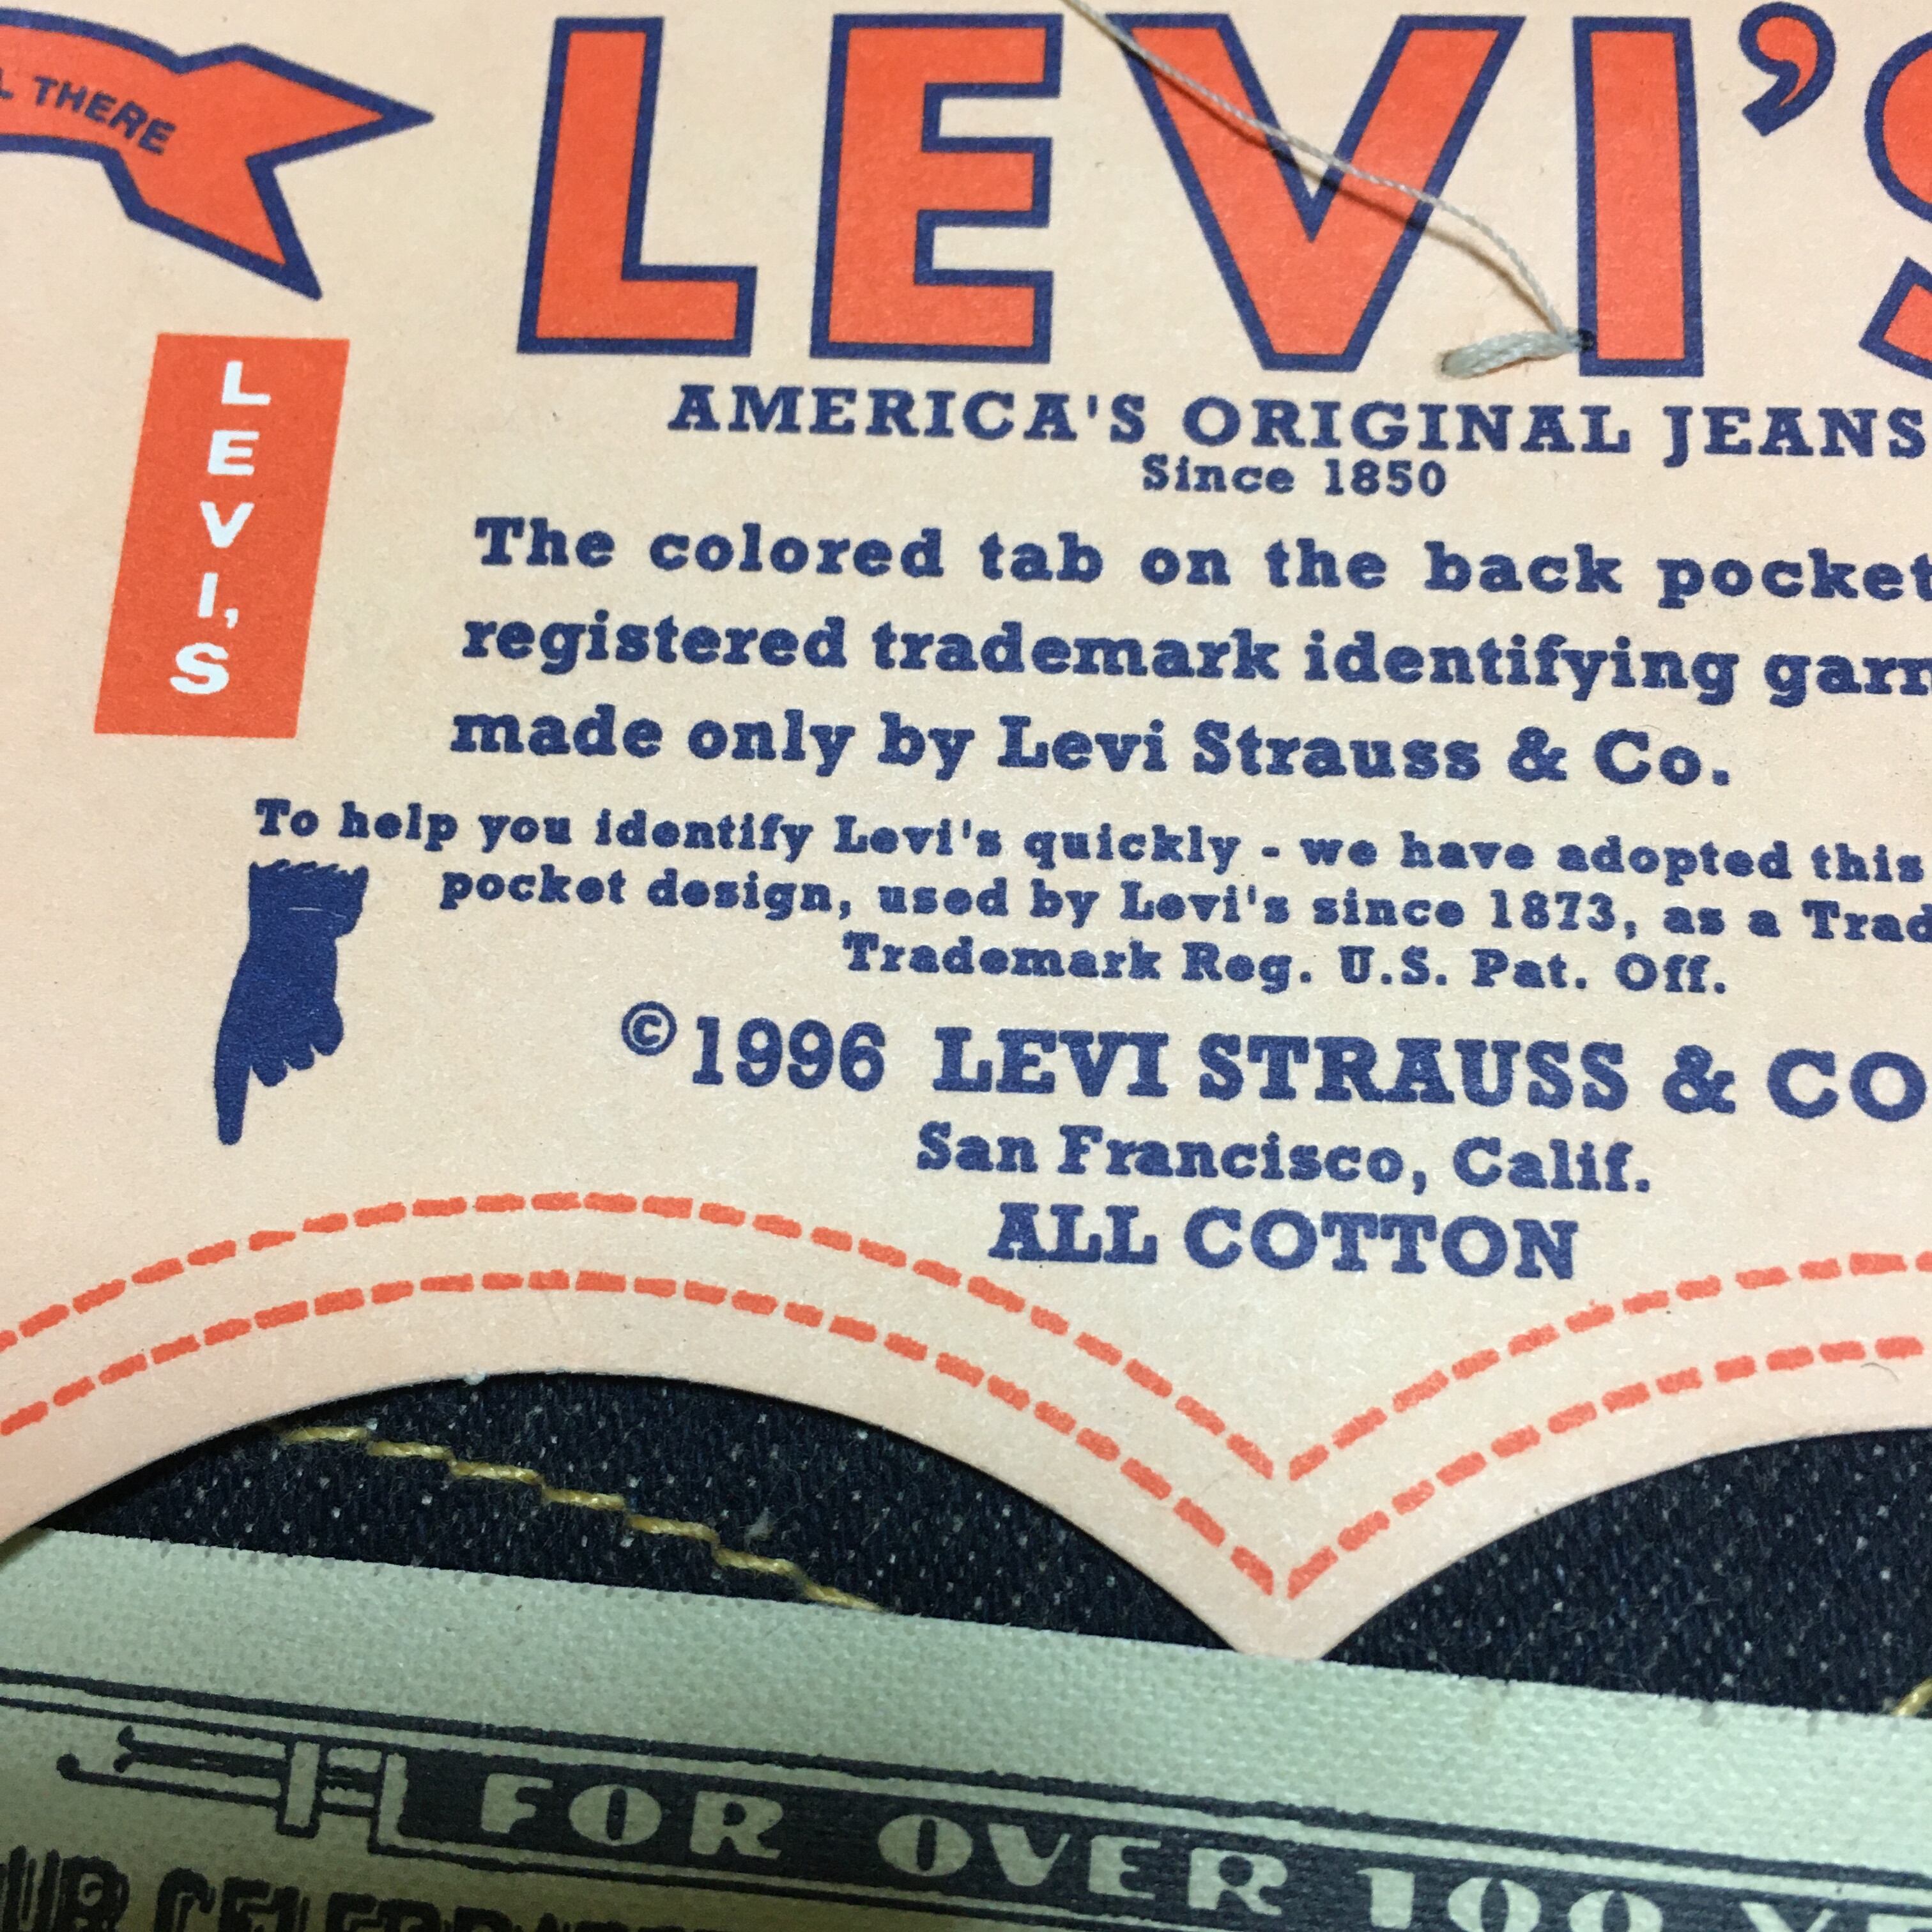 THERE
LEVI'S
LEVI'S
AMERICA'S ORIGINAL JEANS
Since 1850
The colored tab on the back pocket
registered trademark identifying
made only by Levi Strauss & Co.
To help you identify Levi's quickly - we have adopted this
pocket design, used by Levi's since 1873, as a
Trademark Reg. U.S. Pat. Off.
©1996 LEVI STRAUSS & CO
San Francisco, Calif.
ALL COTTON
FOR OVER 100